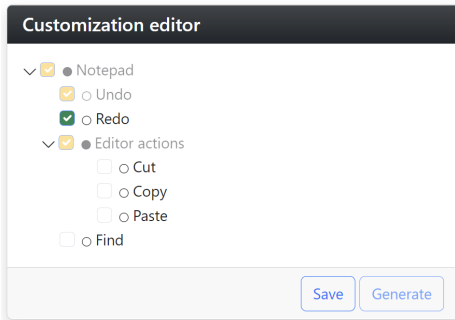 Customization editor
Notepad
Undo
Redo
Editor actions
Cut
Copy
Paste
Find
Save Generate